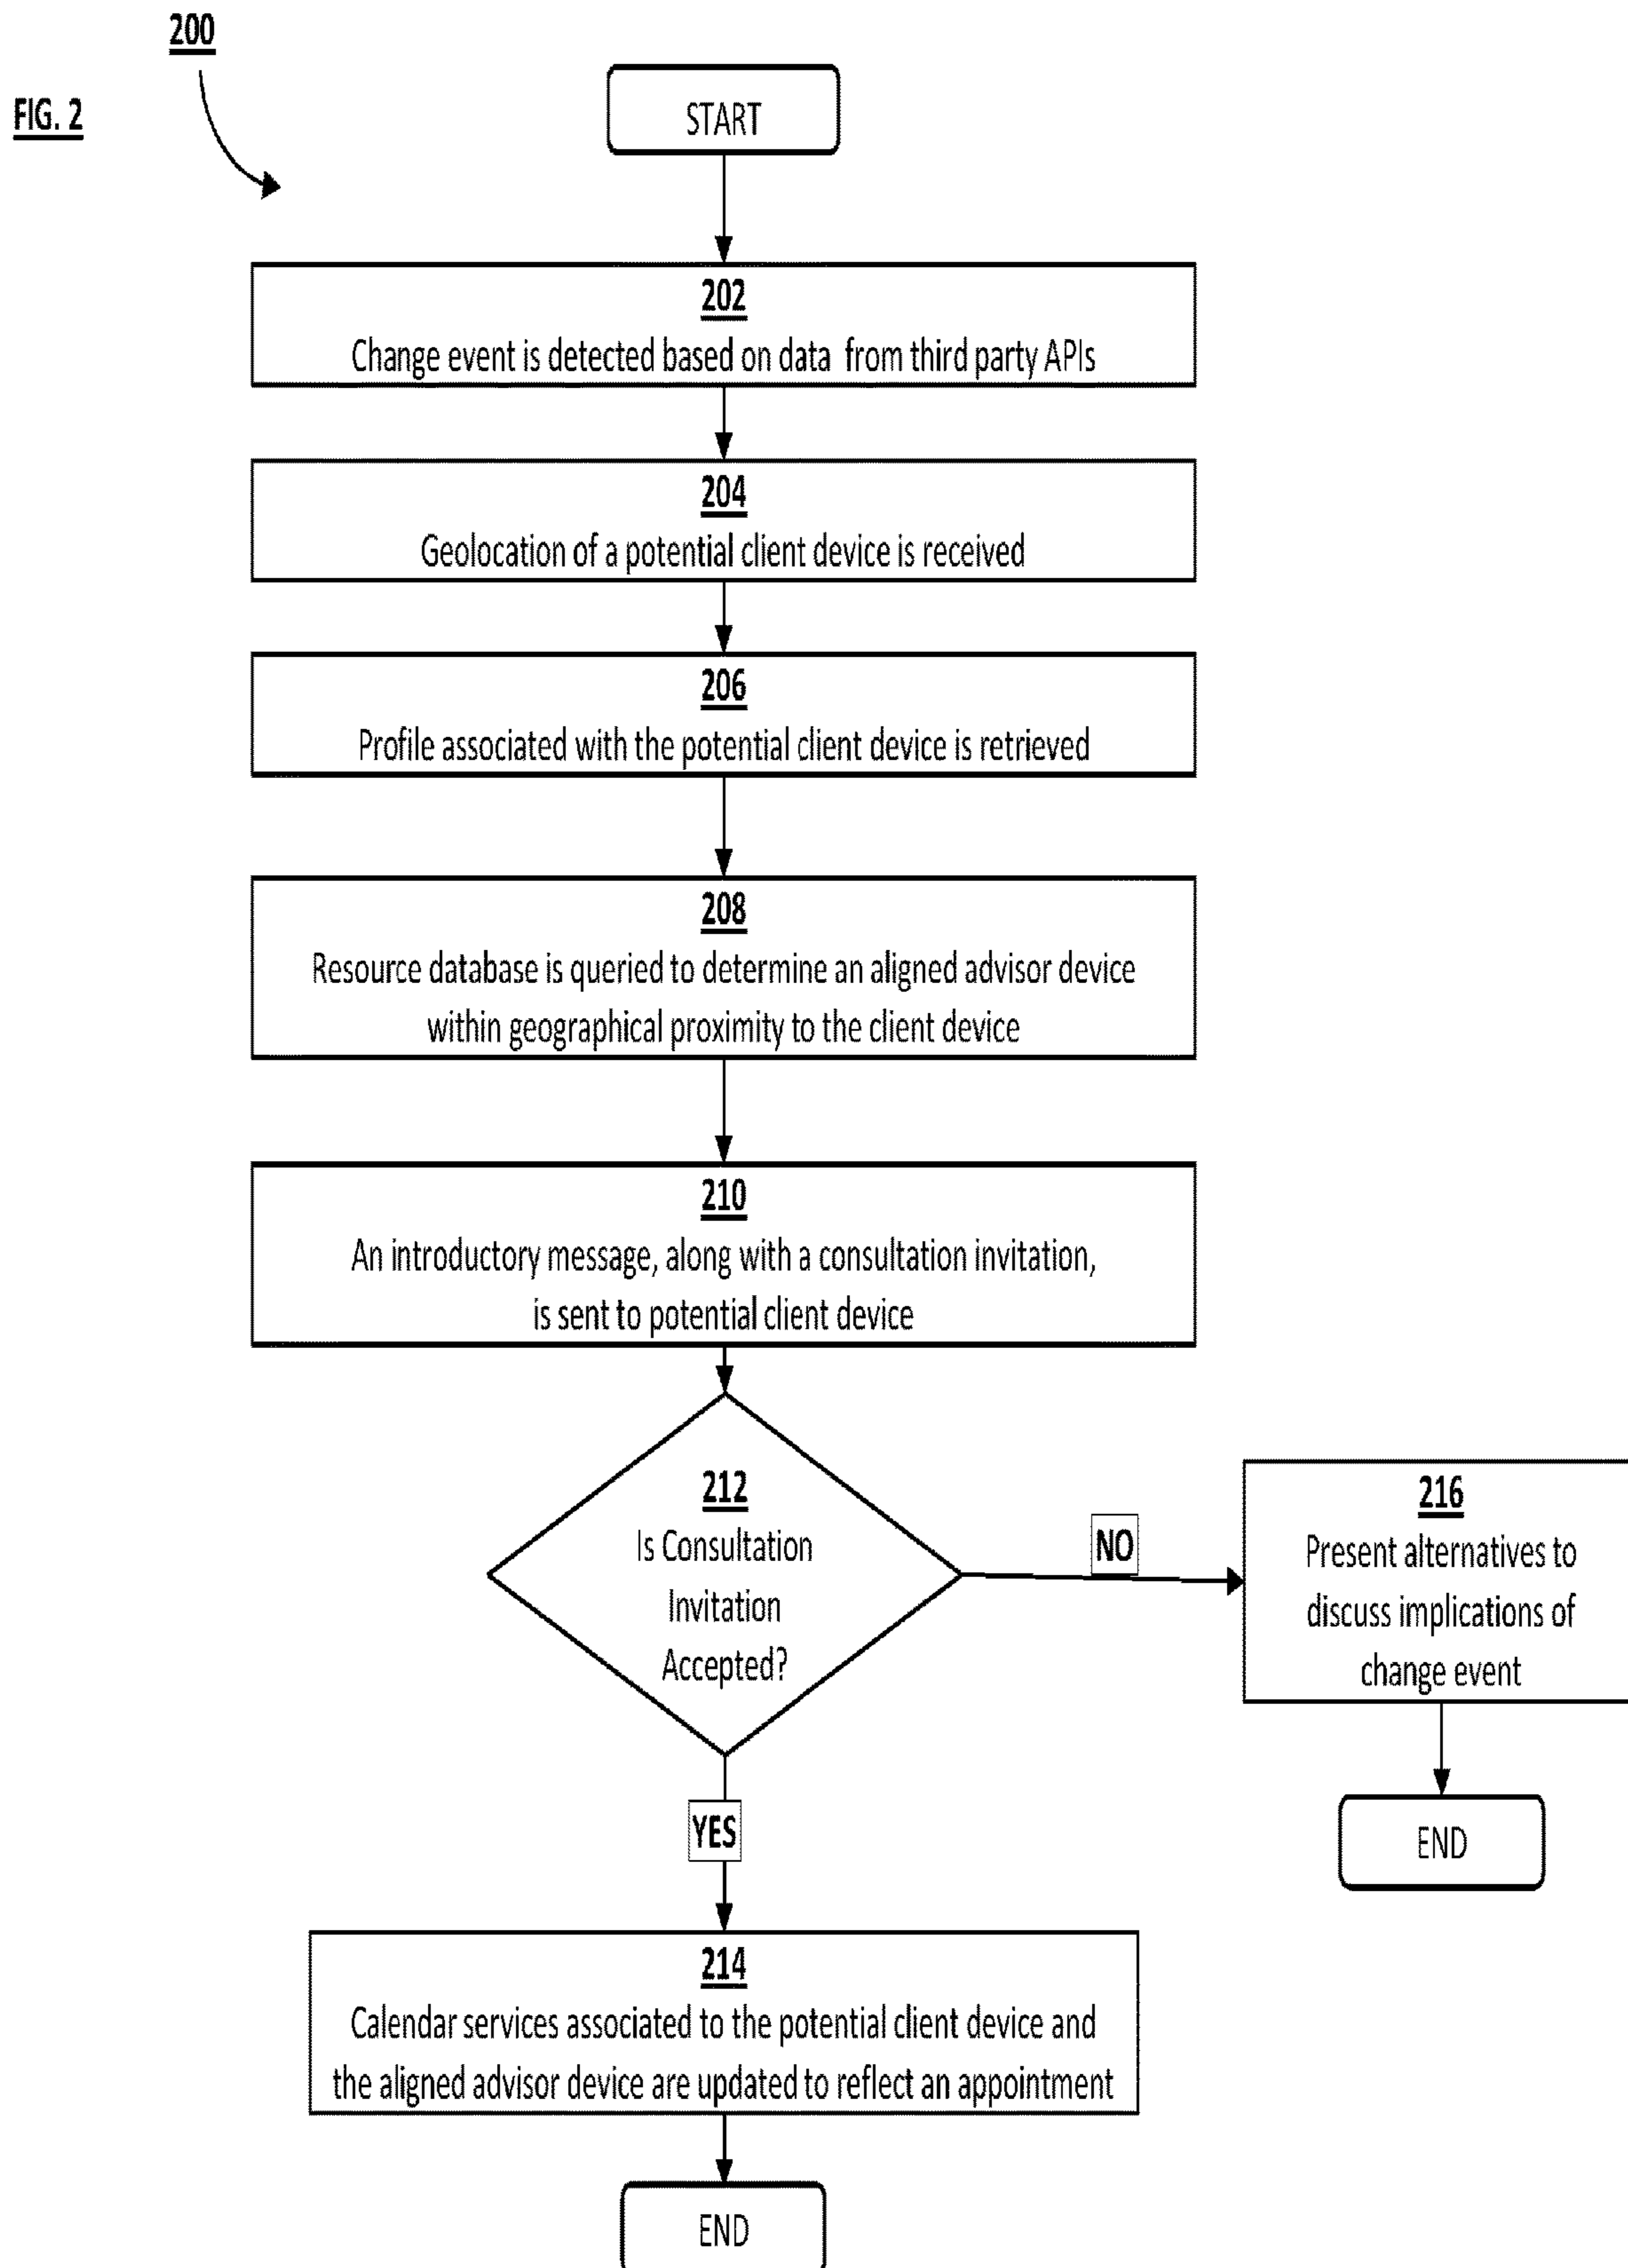 200
FIG. 2
START
202
Change event is detected based on data from third party APIs
204
Geolocation of a potential client device is received
206
Profile associated with the potential client device is retrieved
208
Resource database is queried to determine an aligned advisor device
within geographical proximity to the client device
210
An introductory message, along with a consultation invitation,
is sent to potential client device
212
Is Consultation
Invitation
Accepted?
NO
216
Present alternatives to
discuss implications of
change event
END
YES
214
Calendar services associated to the potential client device and
the aligned advisor device are updated to reflect an appointment
END